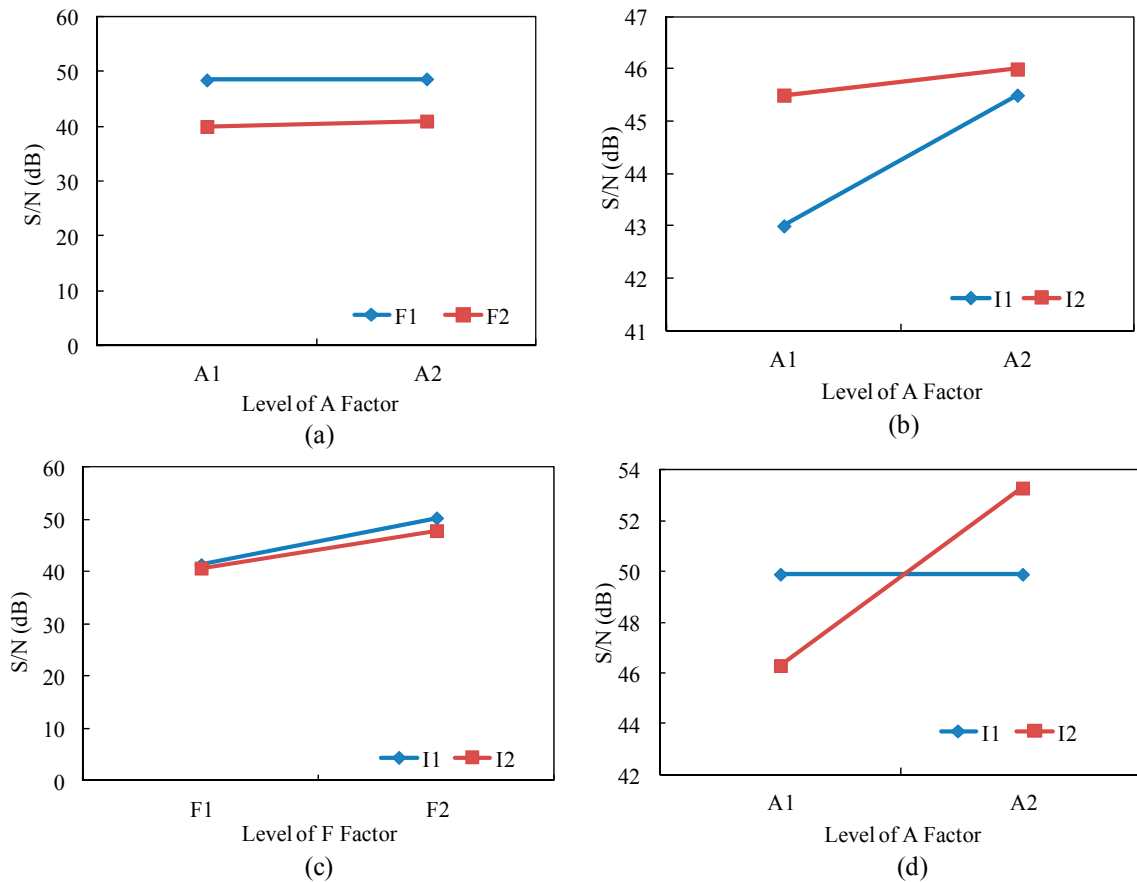 60
50
40
30
20
10
0
S/N (dB)
F1 F2
A1 A2
Level of A Factor
(a)
47
46
45
44
43
42
41
S/N (dB)
I1 I2
A1 A2
Level of A Factor
(b)
60
50
40
30
20
10
0
S/N (dB)
I1 I2
F1 F2
Level of F Factor
(c)
54
52
50
48
46
44
42
S/N (dB)
I1 I2
A1 A2
Level of A Factor
(d)